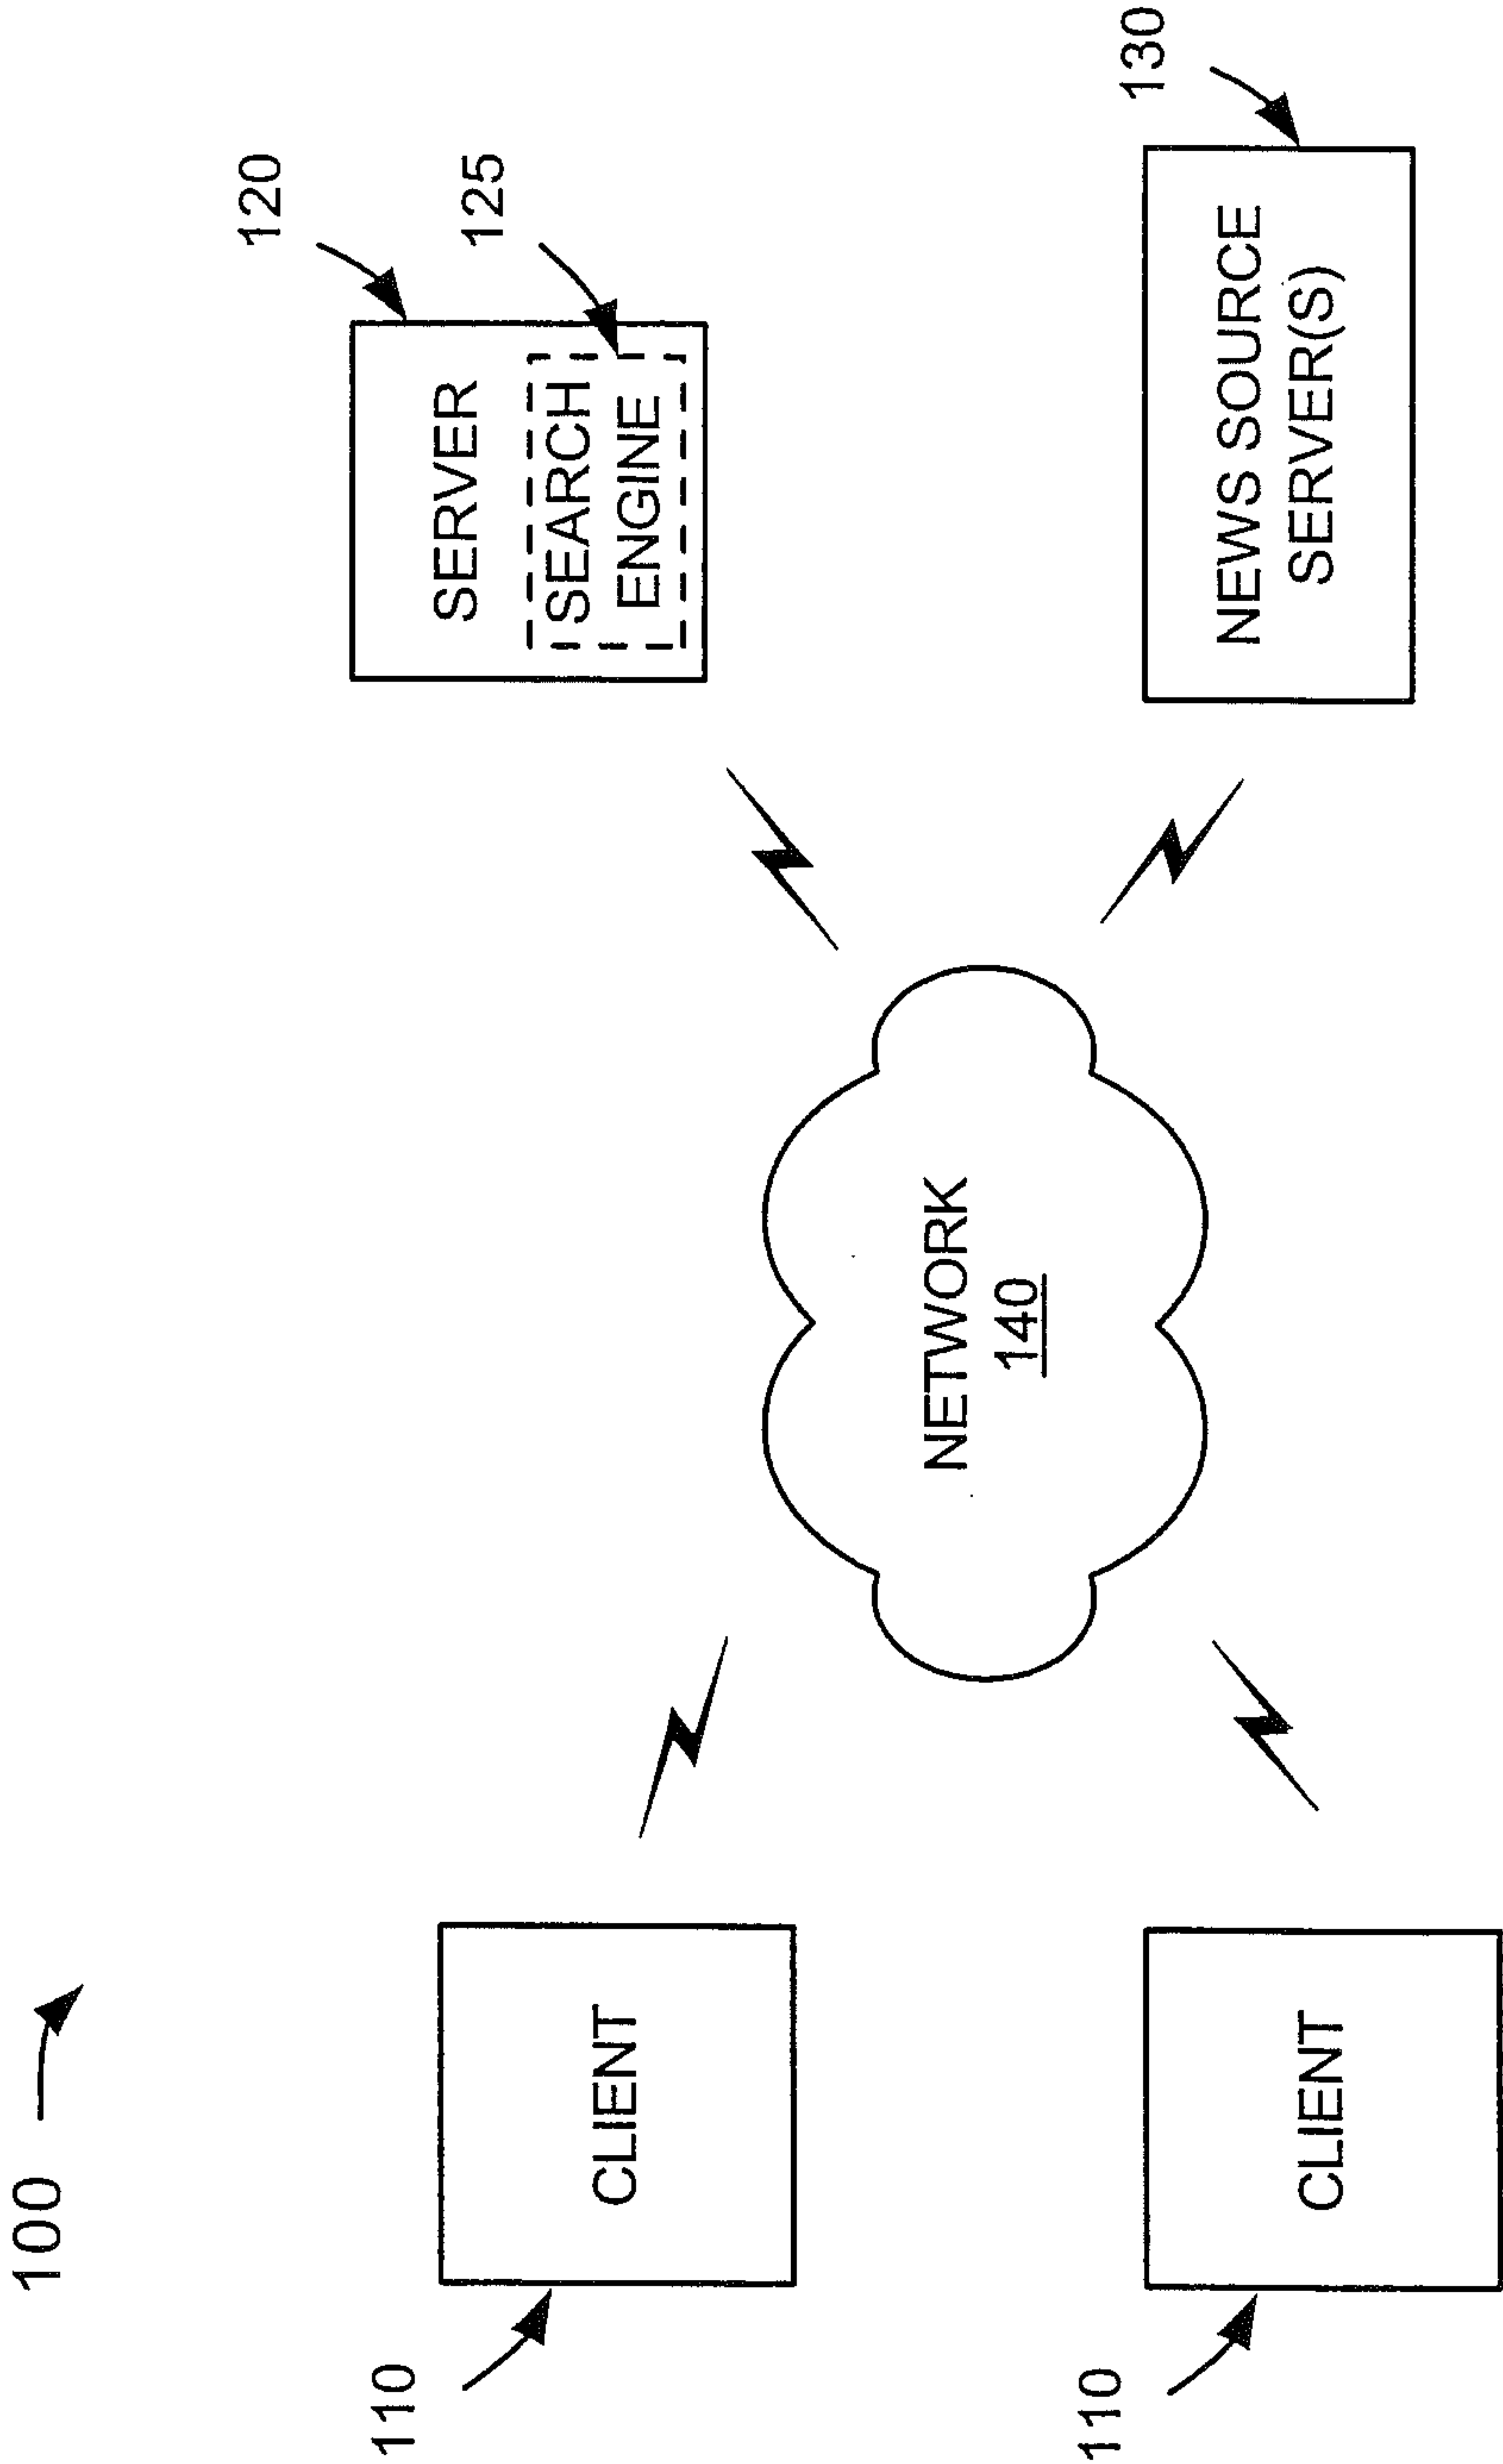 100
110
CLIENT
110
CLIENT
NETWORK
140
120
SERVER
125
SEARCH
ENGINE
130
NEWS SOURCE
SERVER(S)